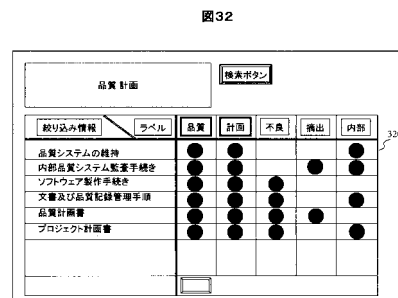 図32
品質 計画
検索ボタン
絞り込み情報 ラベル 品質 計画 不良 摘出 内部
320
品質システムの維持
内部品質システム監査手続き
ソフトウェア製作手続き
文書及び品質記録管理手順
品質計画書
プロジェクト計画書